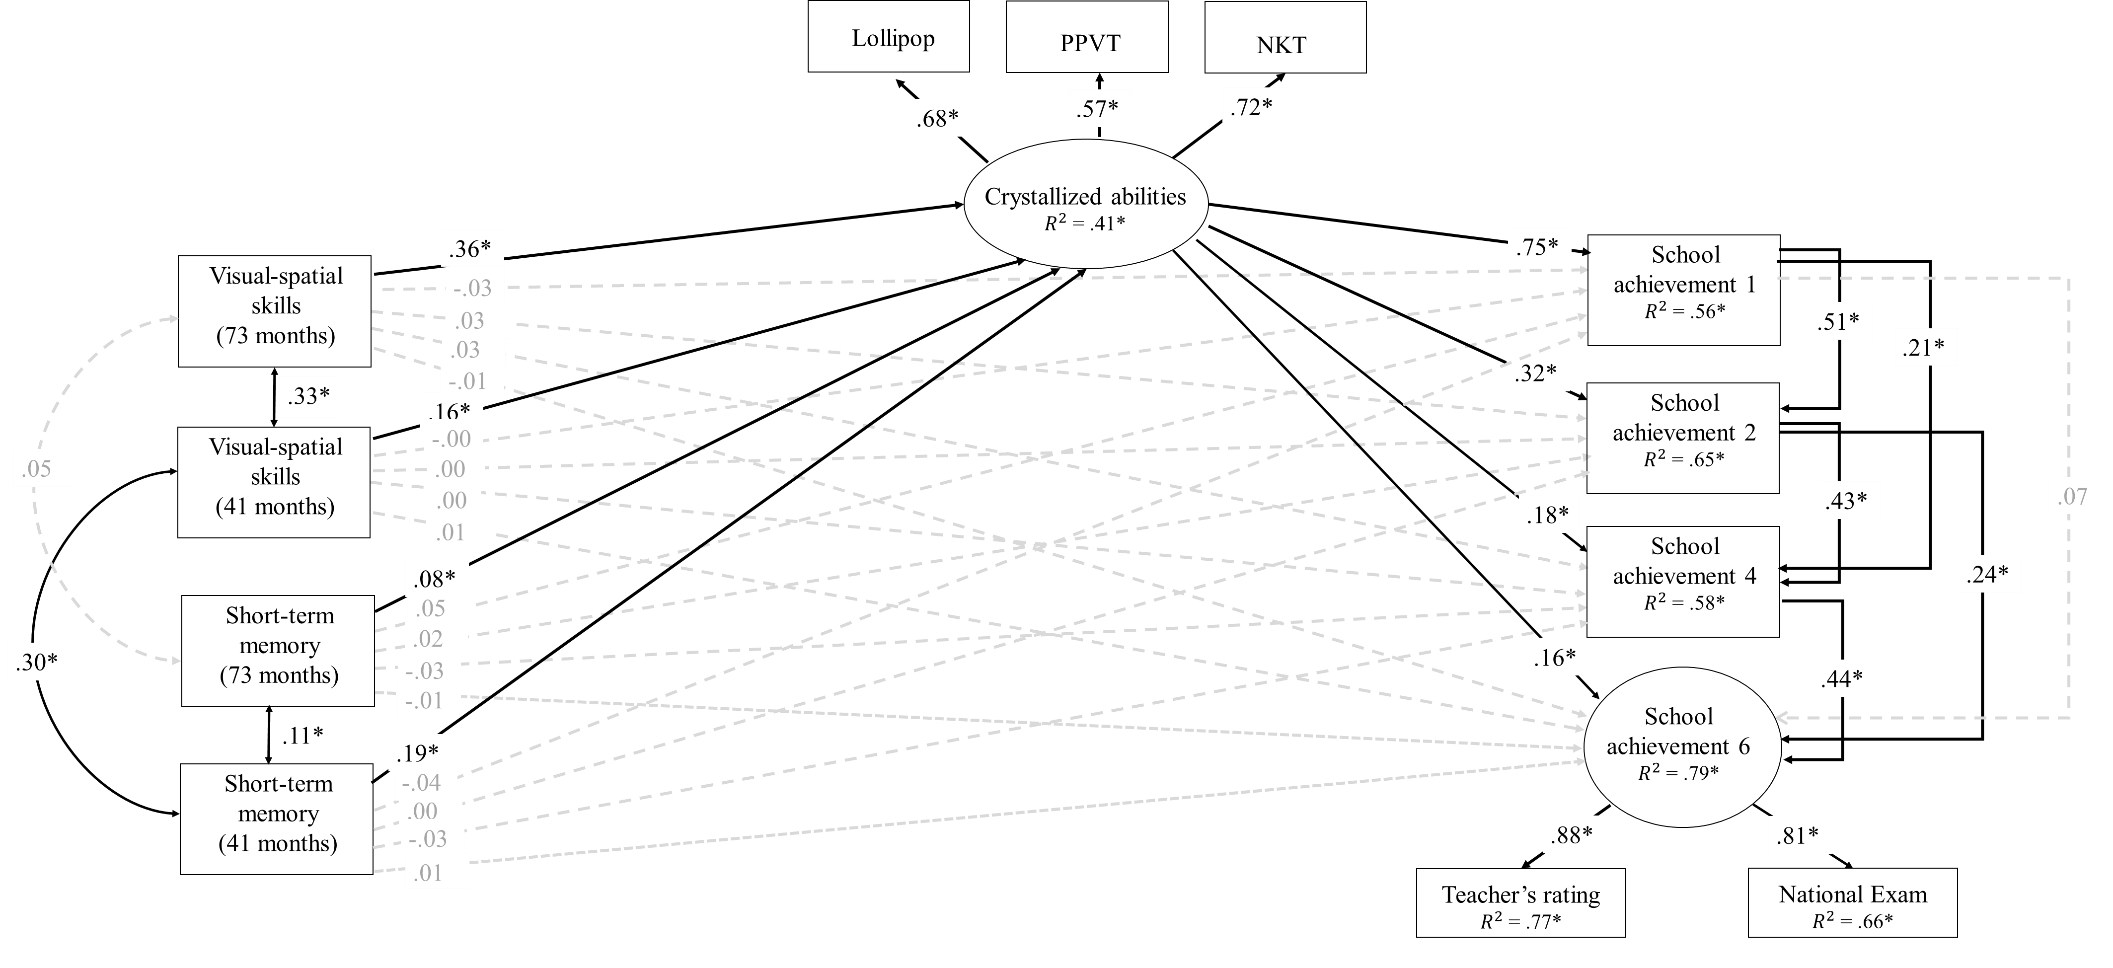 Lollipop
PPVT
NKT
.68*
.57*
.72*
Crystallized abilities
R² = .41*
.36*
-.03
.03
.03
-.01
Visual-spatial
skills
(73 months)
.33*
.16*
-.00
.00
.00
.01
Visual-spatial
skills
(41 months)
.05
.30*
.08*
.05
.02
-.03
-.01
Short-term
memory
(73 months)
.11*
.19*
-.04
.00
-.03
.01
Short-term
memory
(41 months)
.75*
.32*
.18*
.16*
School
achievement 1
R² = .56*
School
achievement 2
R² = .65*
School
achievement 4
R² = .58*
School
achievement 6
R² = .79*
.51*
.21*
.43*
.07
.24*
.44*
.88*
.81*
Teacher’s rating
R² = .77*
National Exam
R² = .66*